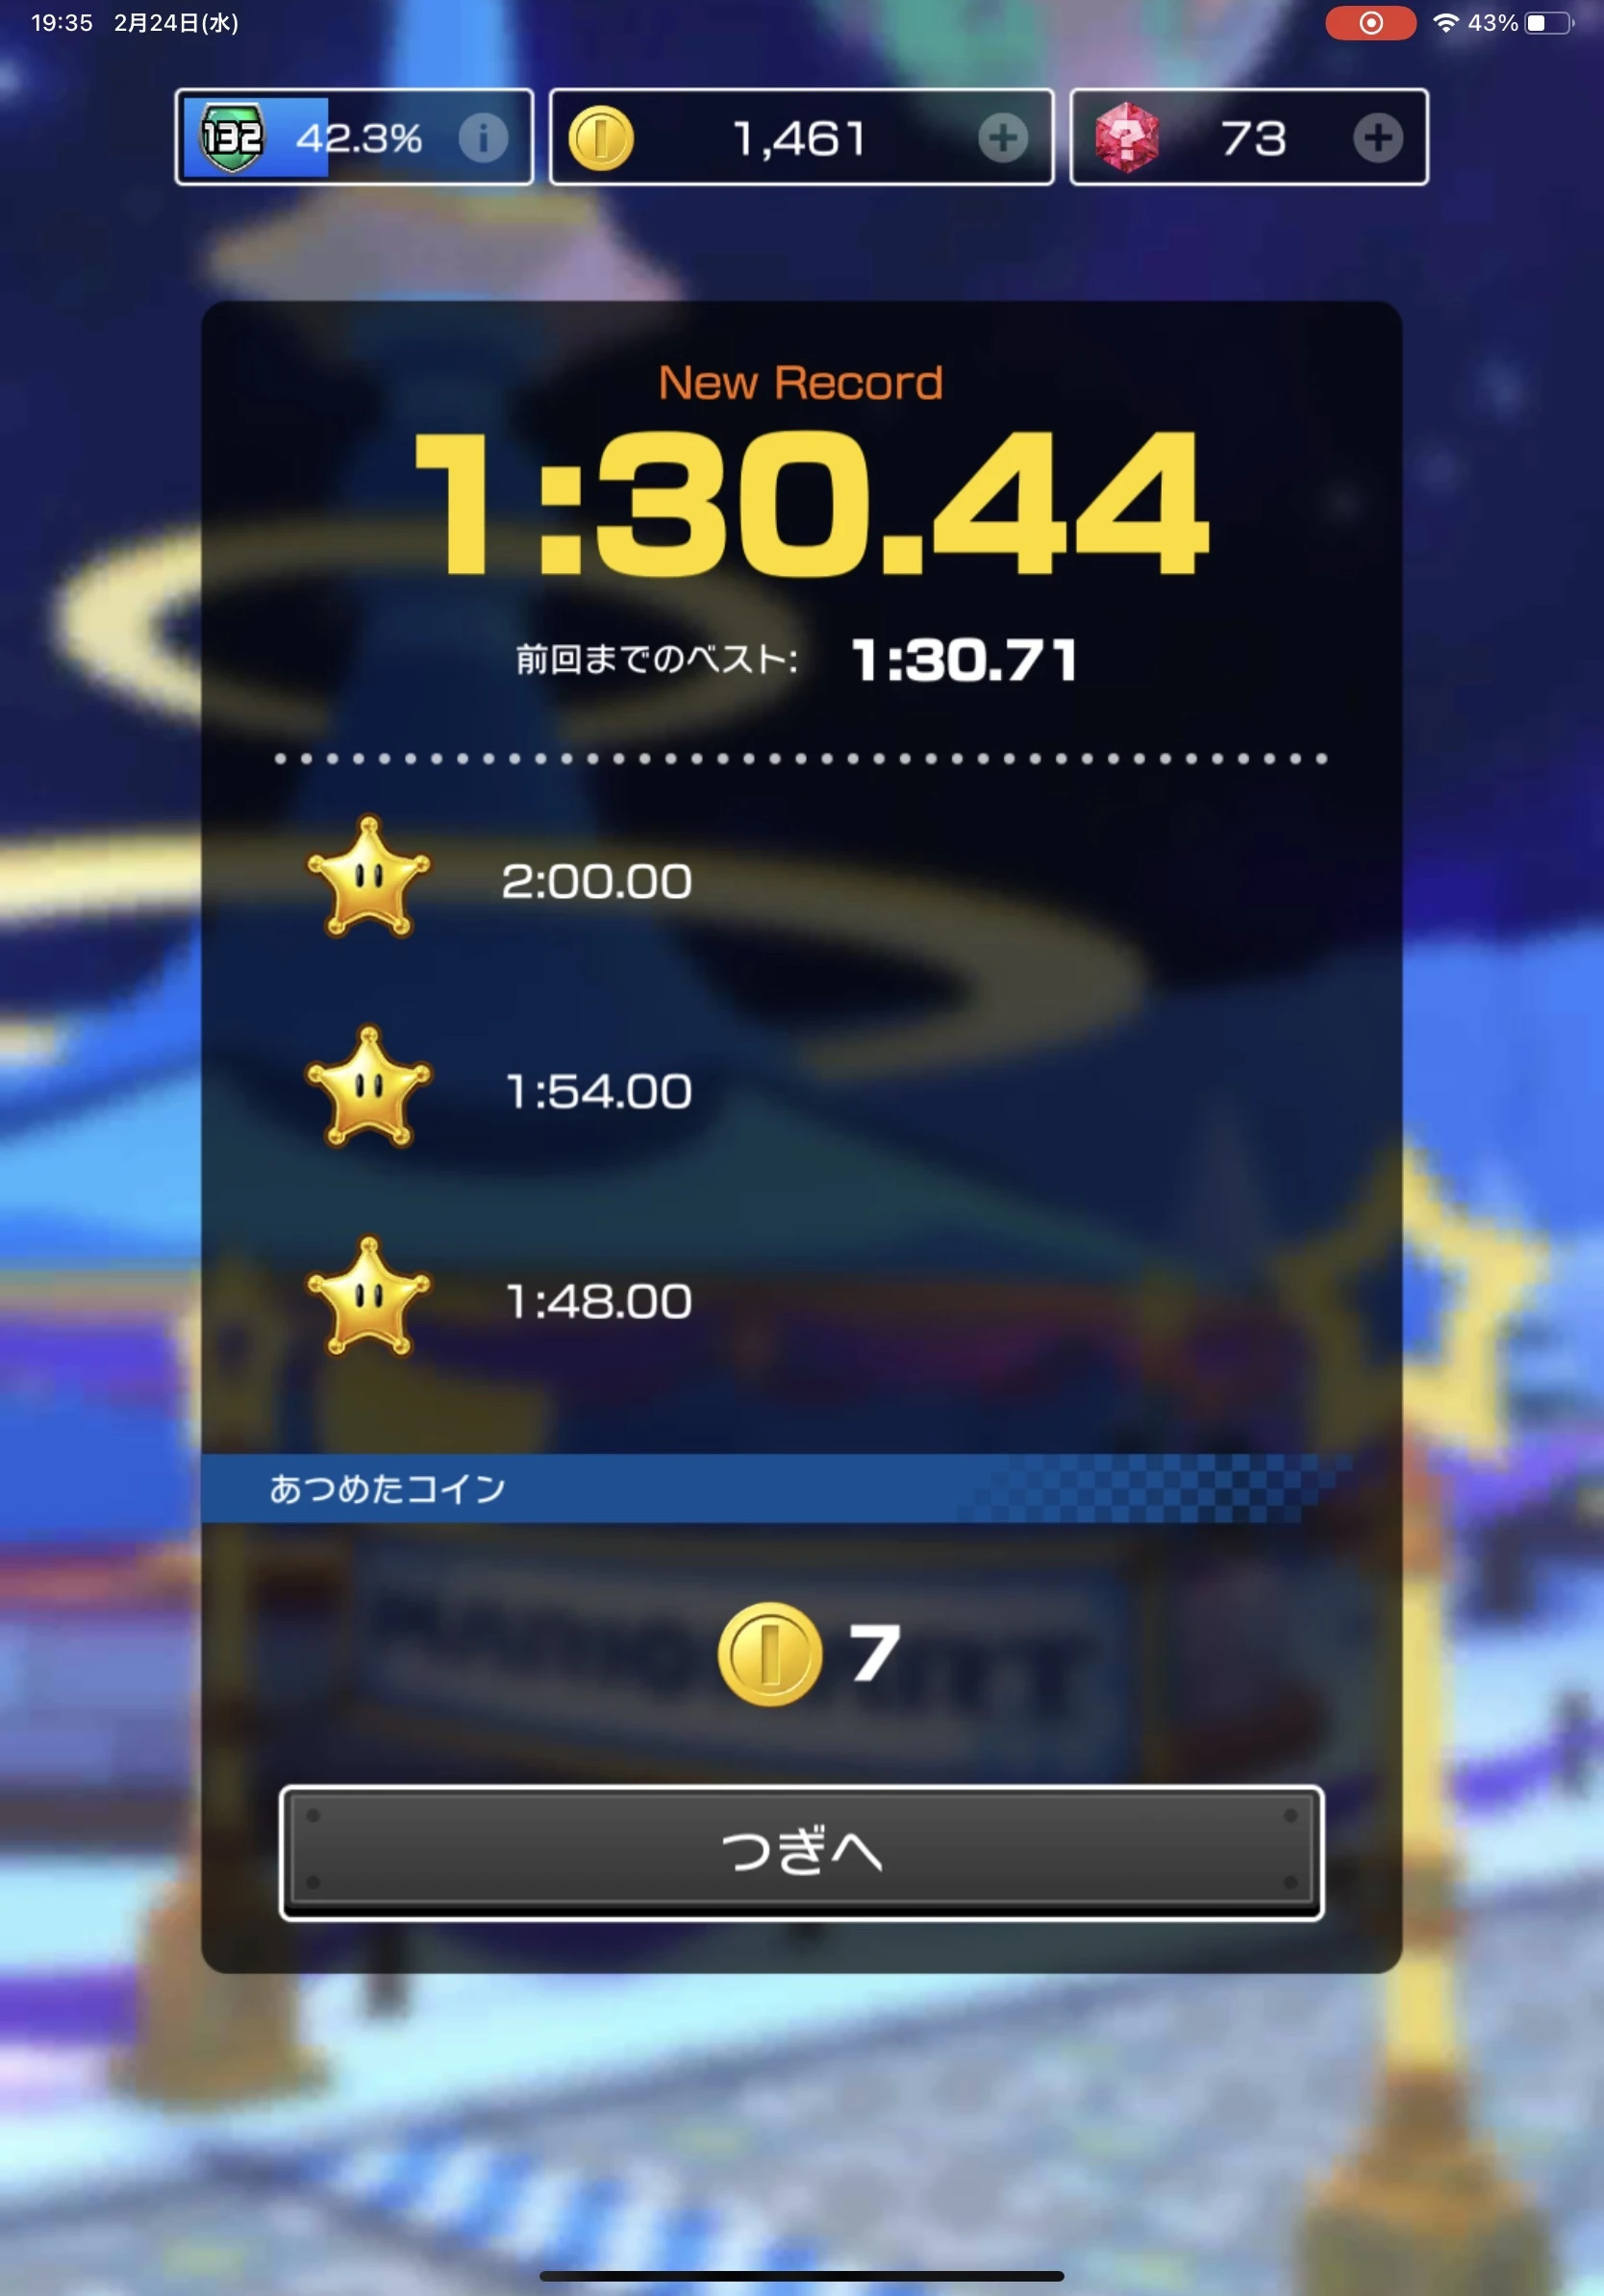 19:35 2月24日(水) 43%
132 42.3% i 1,461 + ? 73 +
New Record
1:30.44
前回までのベスト: 1:30.71
2:00.00
1:54.00
1:48.00
あつめたコイン
7
つぎへ